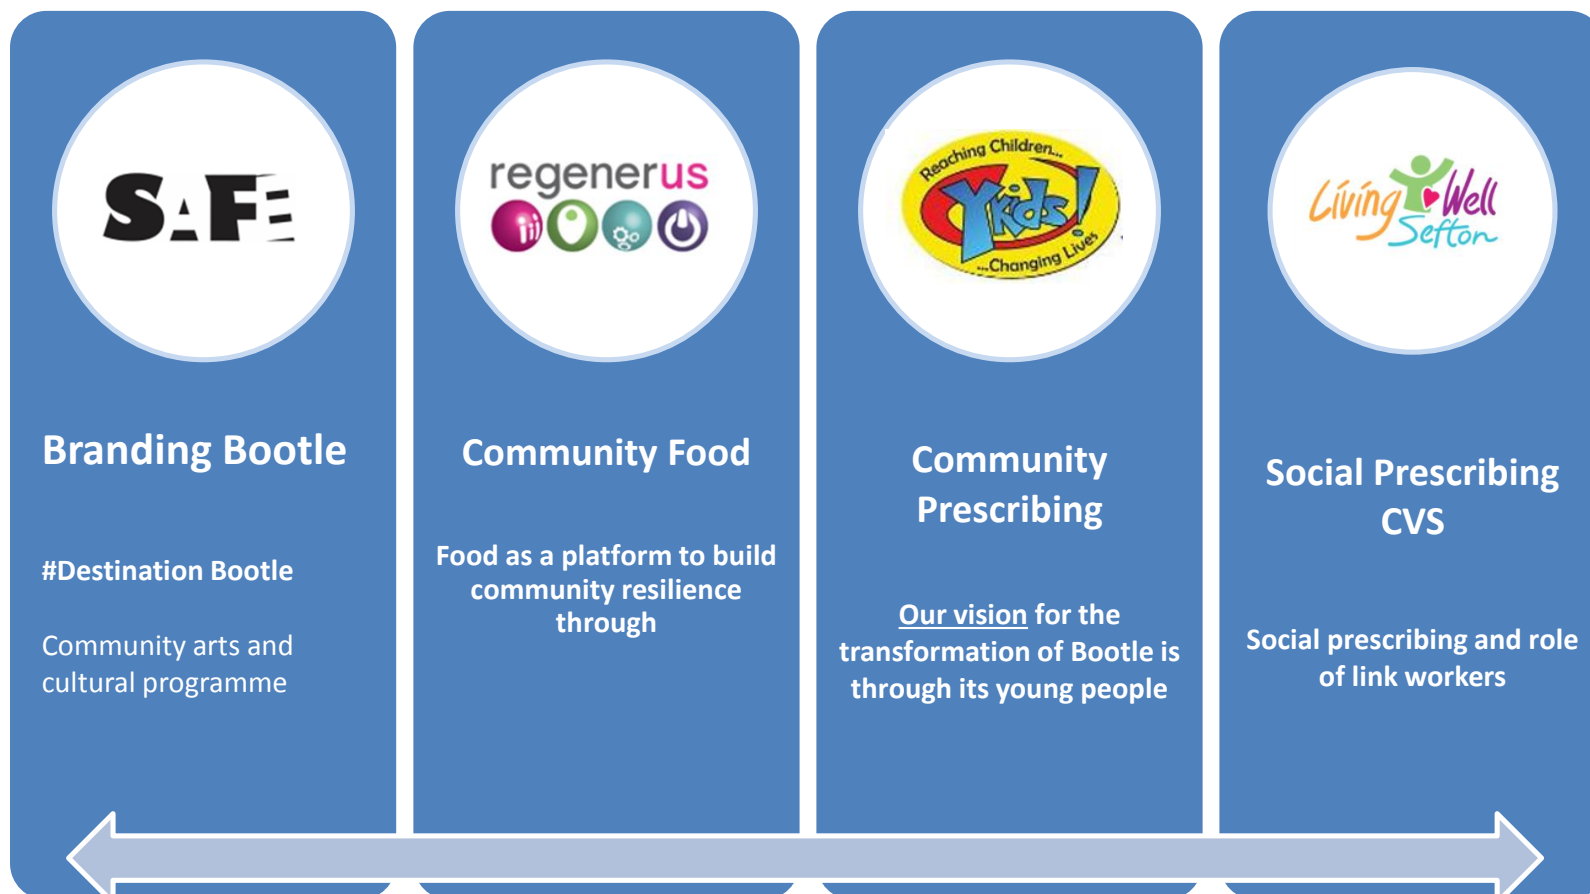 SAFE
Branding Bootle
#Destination Bootle
Community arts and
cultural programme
regenerus
Community Food
Food as a platform to build
community resilience
through
Reaching Children...
Ykids!
...Changing Lives
Community
Prescribing
Our vision for the
transformation of Bootle is
through its young people
Living Well
Sefton
Social Prescribing
CVS
Social prescribing and role
of link workers